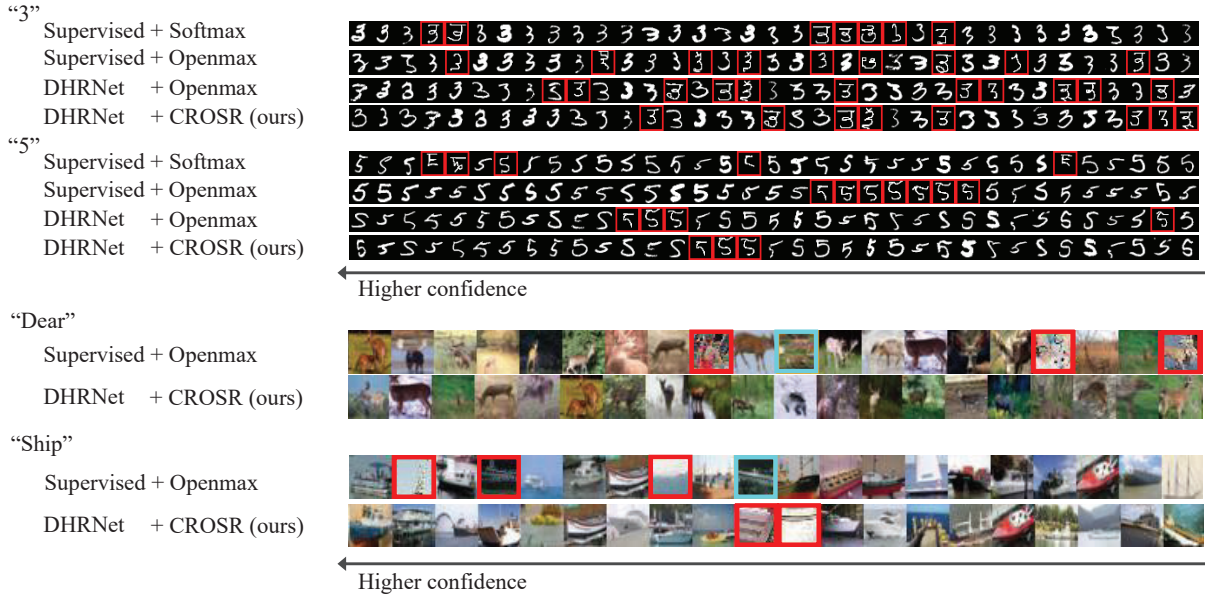 “3”
Supervised + Softmax
Supervised + Openmax
DHRNet + Openmax
DHRNet + CROSR (ours)
“5”
Supervised + Softmax
Supervised + Openmax
DHRNet + Openmax
DHRNet + CROSR (ours)
Higher confidence
“Dear”
Supervised + Openmax
DHRNet + CROSR (ours)
“Ship”
Supervised + Openmax
DHRNet + CROSR (ours)
Higher confidence